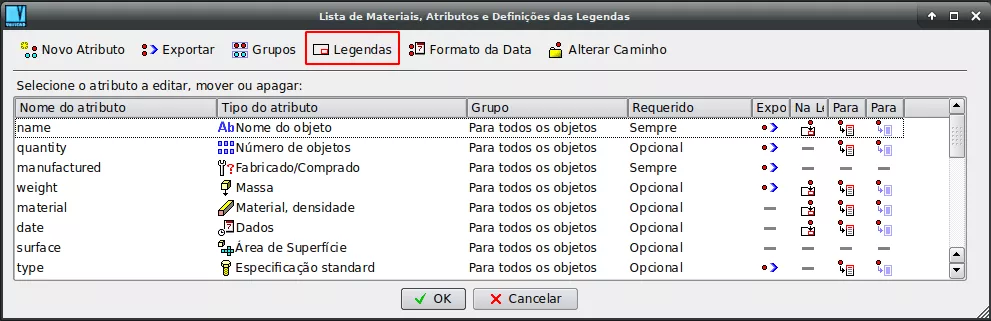 Lista de Materiais, Atributos e Definições das Legendas
Novo Atributo Exportar Grupos Legendas Formato da Data Alterar Caminho
Selecione o atributo a editar, mover ou apagar:
Nome do atributo Tipo do atributo Grupo Requerido Expo Na Le Para Para
name Ab Nome do objeto Para todos os objetos Sempre
quantity Número de objetos Para todos os objetos Opcional
manufactured Fabricado/Comprado Para todos os objetos Sempre
weight Massa Para todos os objetos Opcional
material Material, densidade Para todos os objetos Opcional
date Dados Para todos os objetos Opcional
surface Área de Superfície Para todos os objetos Opcional
type Especificação standard Para todos os objetos Opcional
OK Cancelar